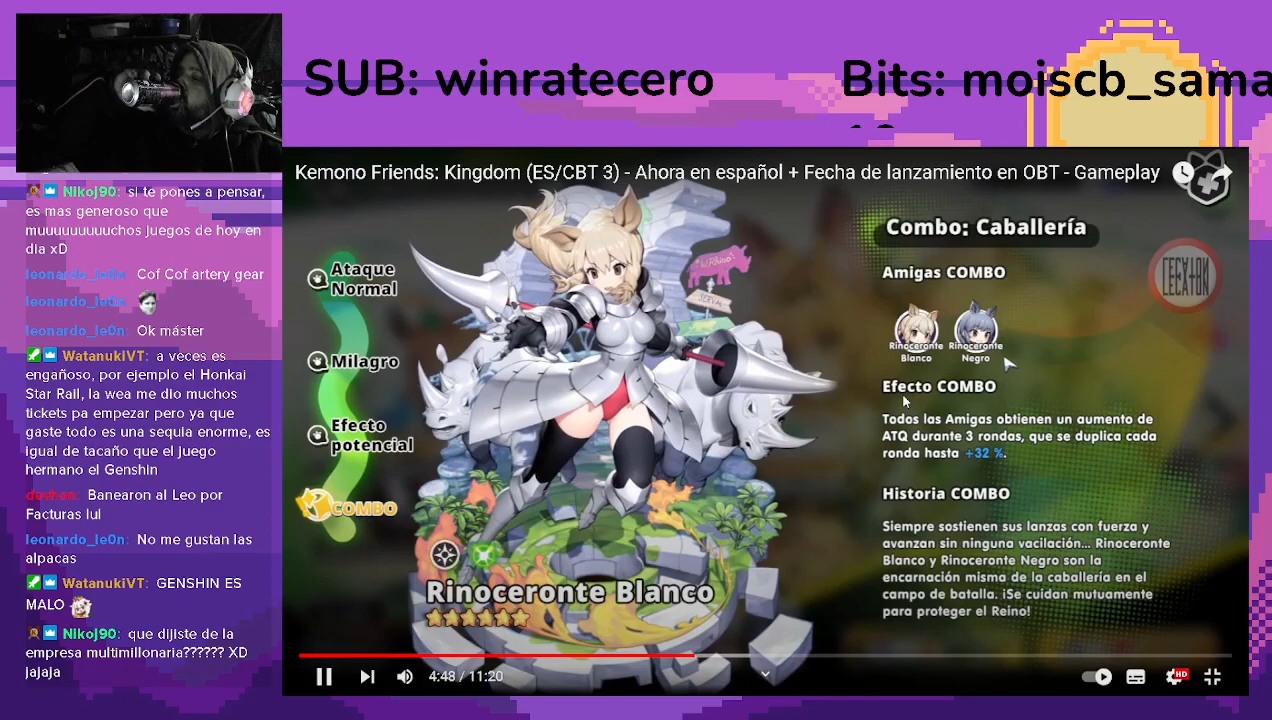 SUB: winratecero
Bits: moiscb_sama
Kemono Friends: Kingdom (ES/CBT 3) - Ahora en español + Fecha de lanzamiento en OBT - Gameplay
Nikoj90: si te pones a pensar,
es mas generoso que
muuuuuuuuuchos juegos de hoy en
dia xD
leonardo_le0n: Cof Cof artery gear
leonardo_le0n:
leonardo_le0n: Ok máster
WatanukiVT: a veces es
engañoso, por ejemplo el Honkai
Star Rail, la wea me dio muchos
tickets pa empezar pero ya que
gaste todo es una sequia enorme, es
igual de tacaño que el juego
hermano el Genshin
Banearon al Leo por
Facturas lul
leonardo_le0n: No me gustan las
alpacas
WatanukiVT: GENSHIN ES
MALO
Nikoj90: que dijiste de la
empresa multimillonaria?????? XD
jajaja
Ataque
Normal
Milagro
Efecto
potencial
COMBO
SERVAL
Rinoceronte Blanco
Combo: Caballería
CECXTON
Amigas COMBO
Rinoceronte
Blanco
Rinoceronte
Negro
Efecto COMBO
Todos las Amigas obtienen un aumento de
ATQ durante 3 rondas, que se duplica cada
ronda hasta +32 %.
Historia COMBO
Siempre sostienen sus lanzas con fuerza y
avanzan sin ninguna vacilación... Rinoceronte
Blanco y Rinoceronte Negro son la
encarnación misma de la caballería en el
campo de batalla. ¡Se cuidan mutuamente
para proteger el Reino!
4:48 / 11:20
HD